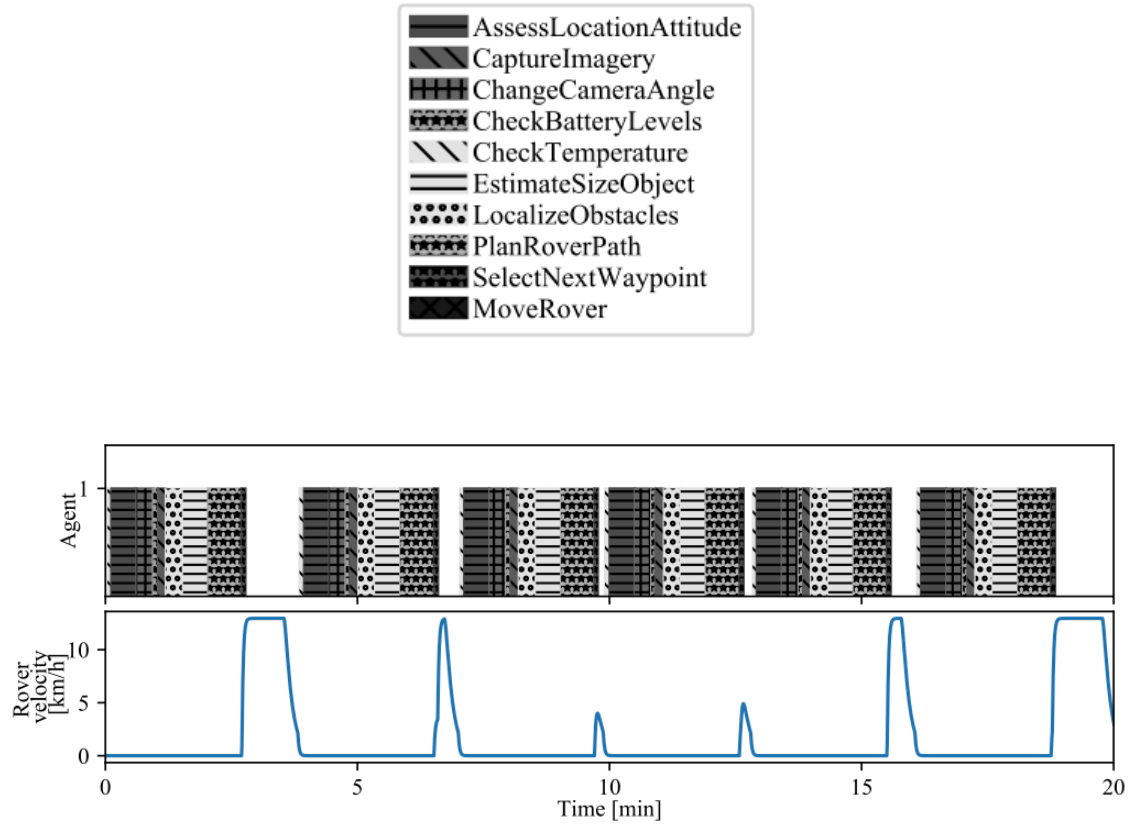 AssessLocationAttitude
CaptureImagery
ChangeCameraAngle
CheckBatteryLevels
CheckTemperature
EstimateSizeObject
LocalizeObstacles
PlanRoverPath
SelectNextWaypoint
MoveRover
1
Agent
10
5
0
Rover
velocity
[km/h]
0 5 10 15 20
Time [min]